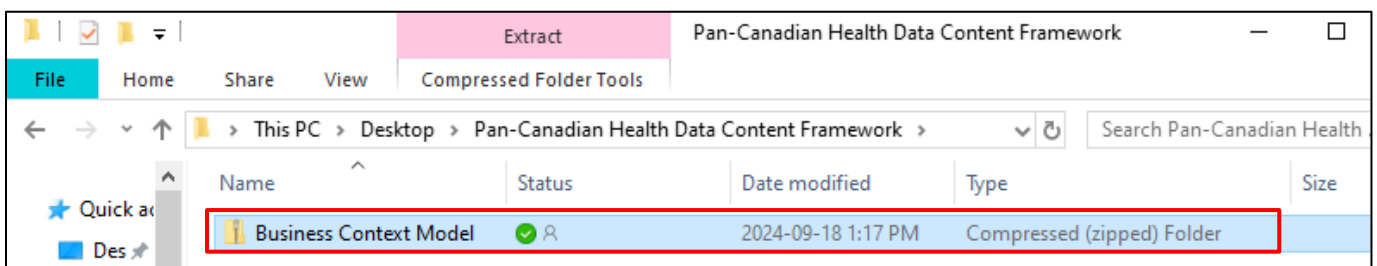 Extract Pan-Canadian Health Data Content Framework
File Home Share View Compressed Folder Tools
This PC > Desktop > Pan-Canadian Health Data Content Framework > Search Pan-Canadian Health
Name Status Date modified Type Size
Quick ac
Business Context Model 2024-09-18 1:17 PM Compressed (zipped) Folder
Des